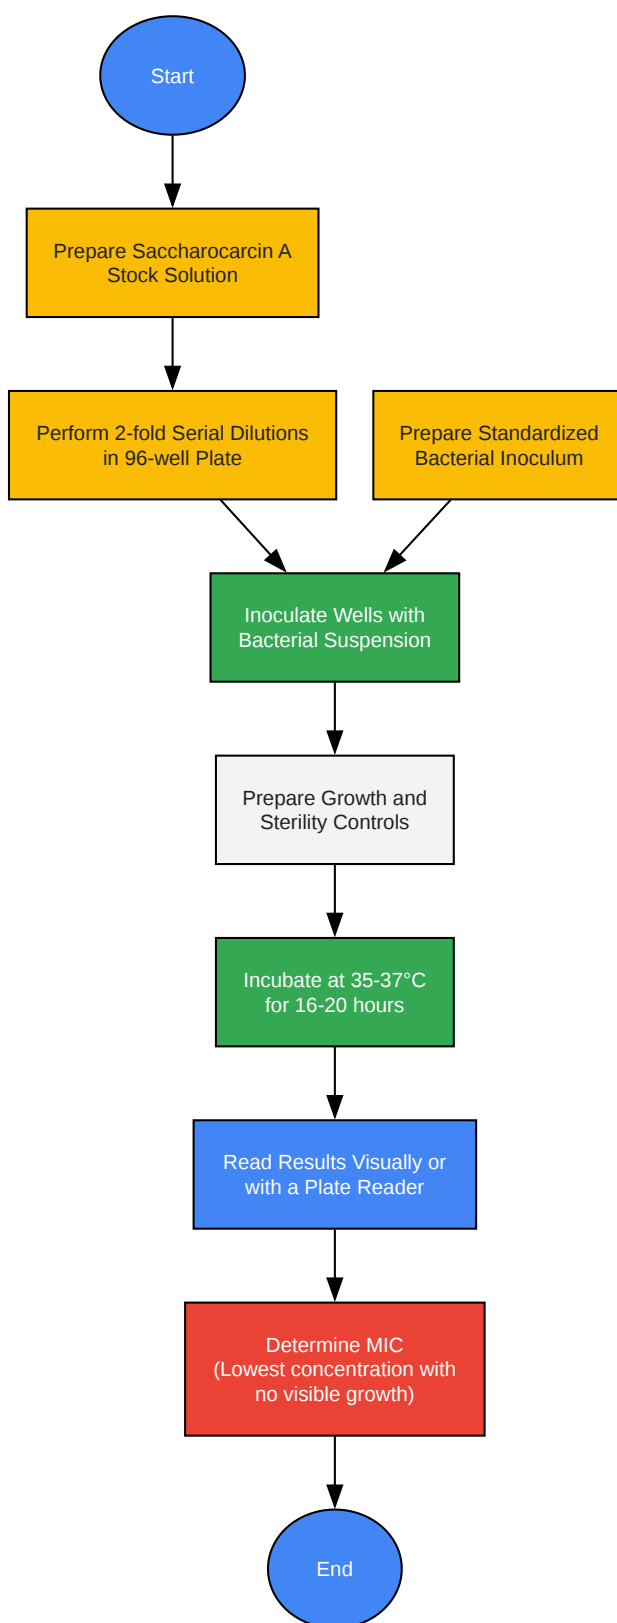 Start
Prepare Saccharocarcin A
Stock Solution
Perform 2-fold Serial Dilutions
in 96-well Plate
Prepare Standardized
Bacterial Inoculum
Inoculate Wells with
Bacterial Suspension
Prepare Growth and
Sterility Controls
Incubate at 35-37°C
for 16-20 hours
Read Results Visually or
with a Plate Reader
Determine MIC
(Lowest concentration with
no visible growth)
End